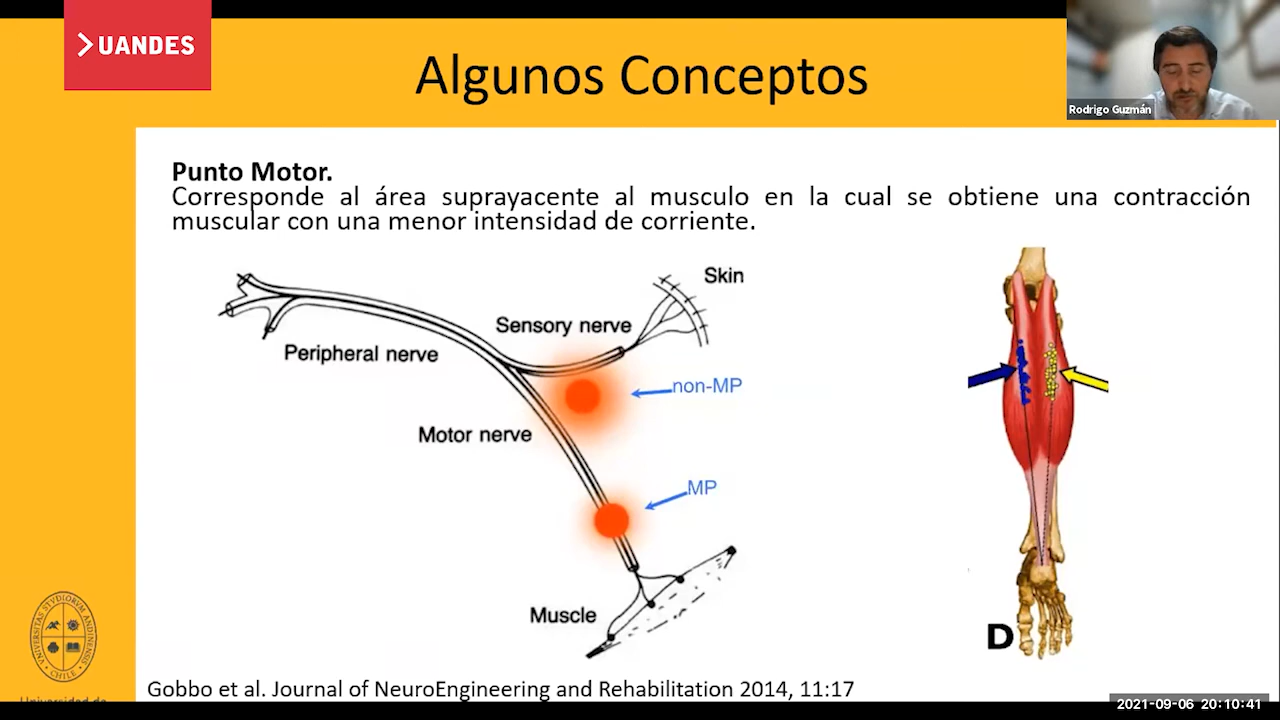 UANDES
Algunos Conceptos
Rodrigo Guzmán
Punto Motor.
Corresponde al área suprayacente al musculo en la cual se obtiene una contracción
muscular con una menor intensidad de corriente.
Skin
Sensory nerve
Peripheral nerve
non-MP
Motor nerve
MP
Muscle
D
UNIVERSITAS STVDIORVM ANDINENSIS
CHILE
Universidad de
Gobbo et al. Journal of NeuroEngineering and Rehabilitation 2014, 11:17
2021-09-06 20:10:41